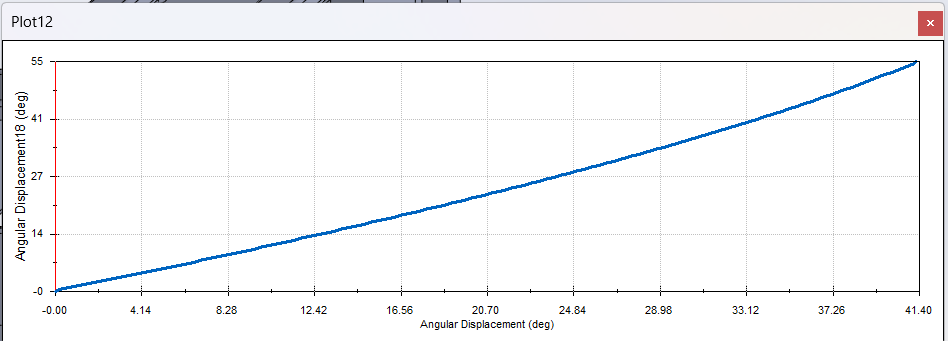 Plot12
55
41
27
14
-0
Angular Displacement18 (deg)
-0.00 4.14 8.28 12.42 16.56 20.70 24.84 28.98 33.12 37.26 41.40
Angular Displacement (deg)